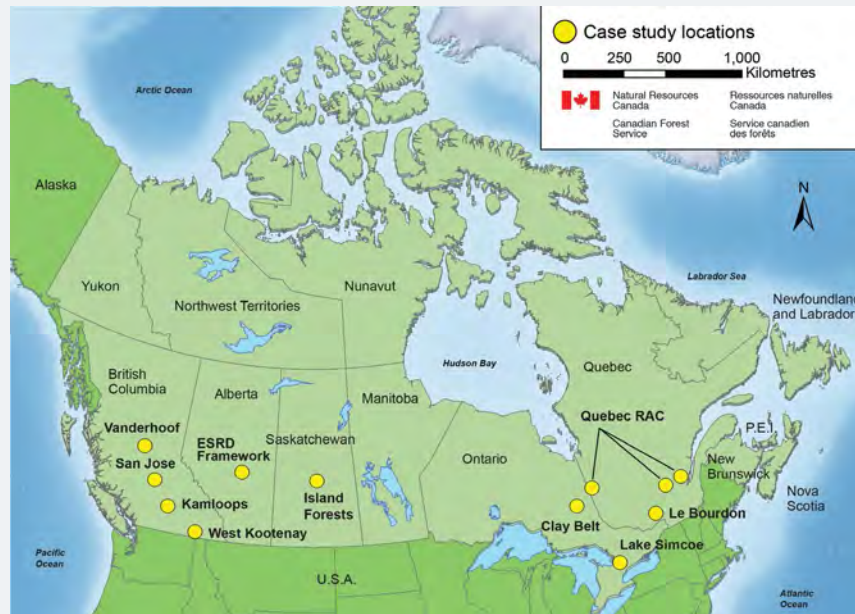 Case study locations
0 250 500 1,000
Kilometres
Natural Resources Canada
Ressources naturelles Canada
Canadian Forest Service
Service canadien des forêts
Arctic Ocean
Alaska
N
Yukon
Nunavut
Northwest Territories
Labrador Sea
Newfoundland
and Labrador
Hudson Bay
British
Columbia
Alberta
Manitoba
Quebec
Saskatchewan
Vanderhoof
ESRD
Framework
San Jose
Ontario
Quebec RAC
P.E.I.
New
Brunswick
Kamloops
Island
Forests
Nova
Scotia
Clay Belt
Le Bourdon
West Kootenay
Lake Simcoe
Pacific
Ocean
U.S.A.
Atlantic
Ocean